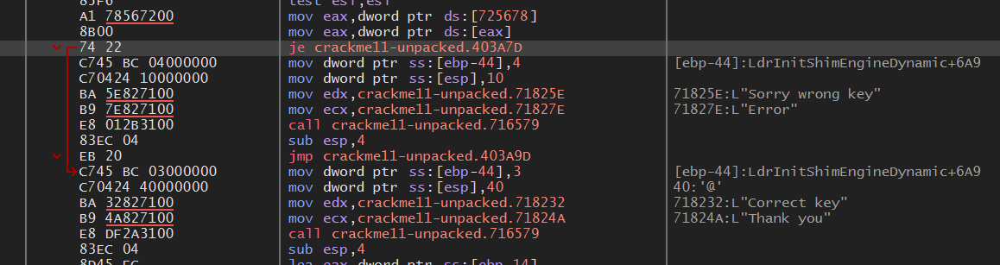 85F6 test esi,esi
A1 78567200 mov eax,dword ptr ds:[725678]
8B00 mov eax,dword ptr ds:[eax]
74 22 je crackme11-unpacked.403A7D
C745 BC 04000000 mov dword ptr ss:[ebp-44],4 [ebp-44]:LdrInitShimEngineDynamic+6A9
C70424 10000000 mov dword ptr ss:[esp],10
BA 5E827100 mov edx,crackme11-unpacked.71825E 71825E:L"Sorry wrong key"
B9 7E827100 mov ecx,crackme11-unpacked.71827E 71827E:L"Error"
E8 012B3100 call crackme11-unpacked.716579
83EC 04 sub esp,4
EB 20 jmp crackme11-unpacked.403A9D
C745 BC 03000000 mov dword ptr ss:[ebp-44],3 [ebp-44]:LdrInitShimEngineDynamic+6A9
C70424 40000000 mov dword ptr ss:[esp],40 40:'@'
BA 32827100 mov edx,crackme11-unpacked.718232 718232:L"Correct key"
B9 4A827100 mov ecx,crackme11-unpacked.71824A 71824A:L"Thank you"
E8 DF2A3100 call crackme11-unpacked.716579
83EC 04 sub esp,4
8D45 EC lea eax,dword ptr ss:[ebp-14]